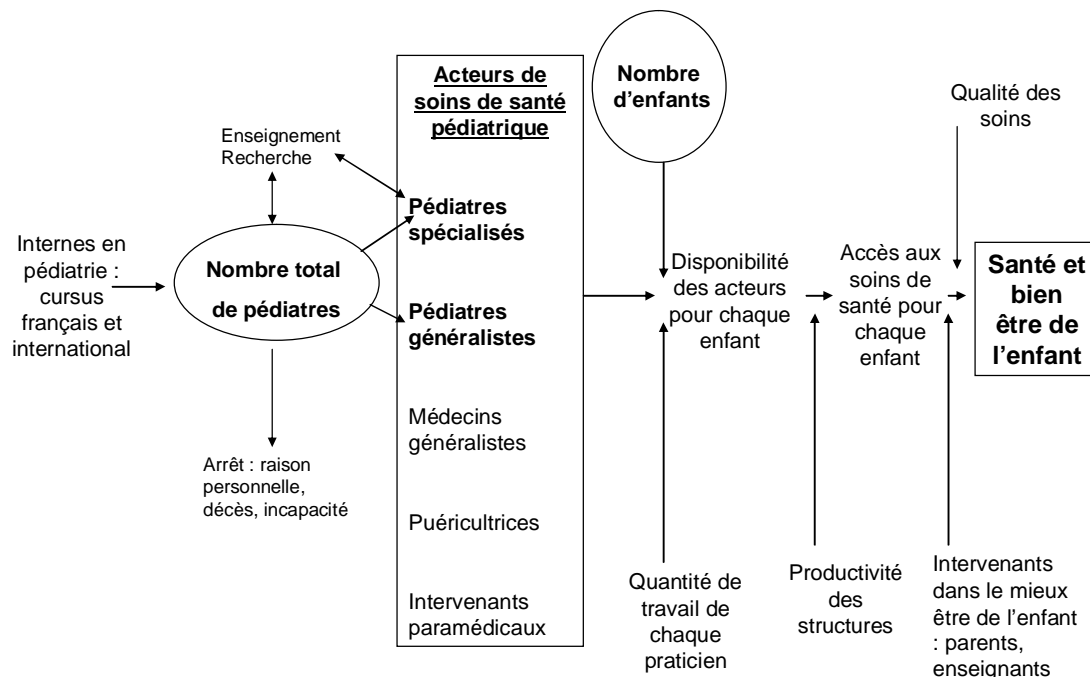 Internes en
pédiatrie :
cursus
français et
international
Enseignement
Recherche
Nombre total
de pédiatres
Arrêt : raison
personnelle,
décès, incapacité
Acteurs de
soins de santé
pédiatrique
Pédiatres
spécialisés
Pédiatres
généralistes
Médecins
généralistes
Puéricultrices
Intervenants
paramédicaux
Nombre
d’enfants
Disponibilité
des acteurs
pour chaque
enfant
Quantité de
travail de
chaque
praticien
Productivité
des
structures
Accès aux
soins de
santé pour
chaque
enfant
Qualité des
soins
Intervenants
dans le mieux
être de l’enfant
: parents,
enseignants
Santé et
bien
être de
l’enfant